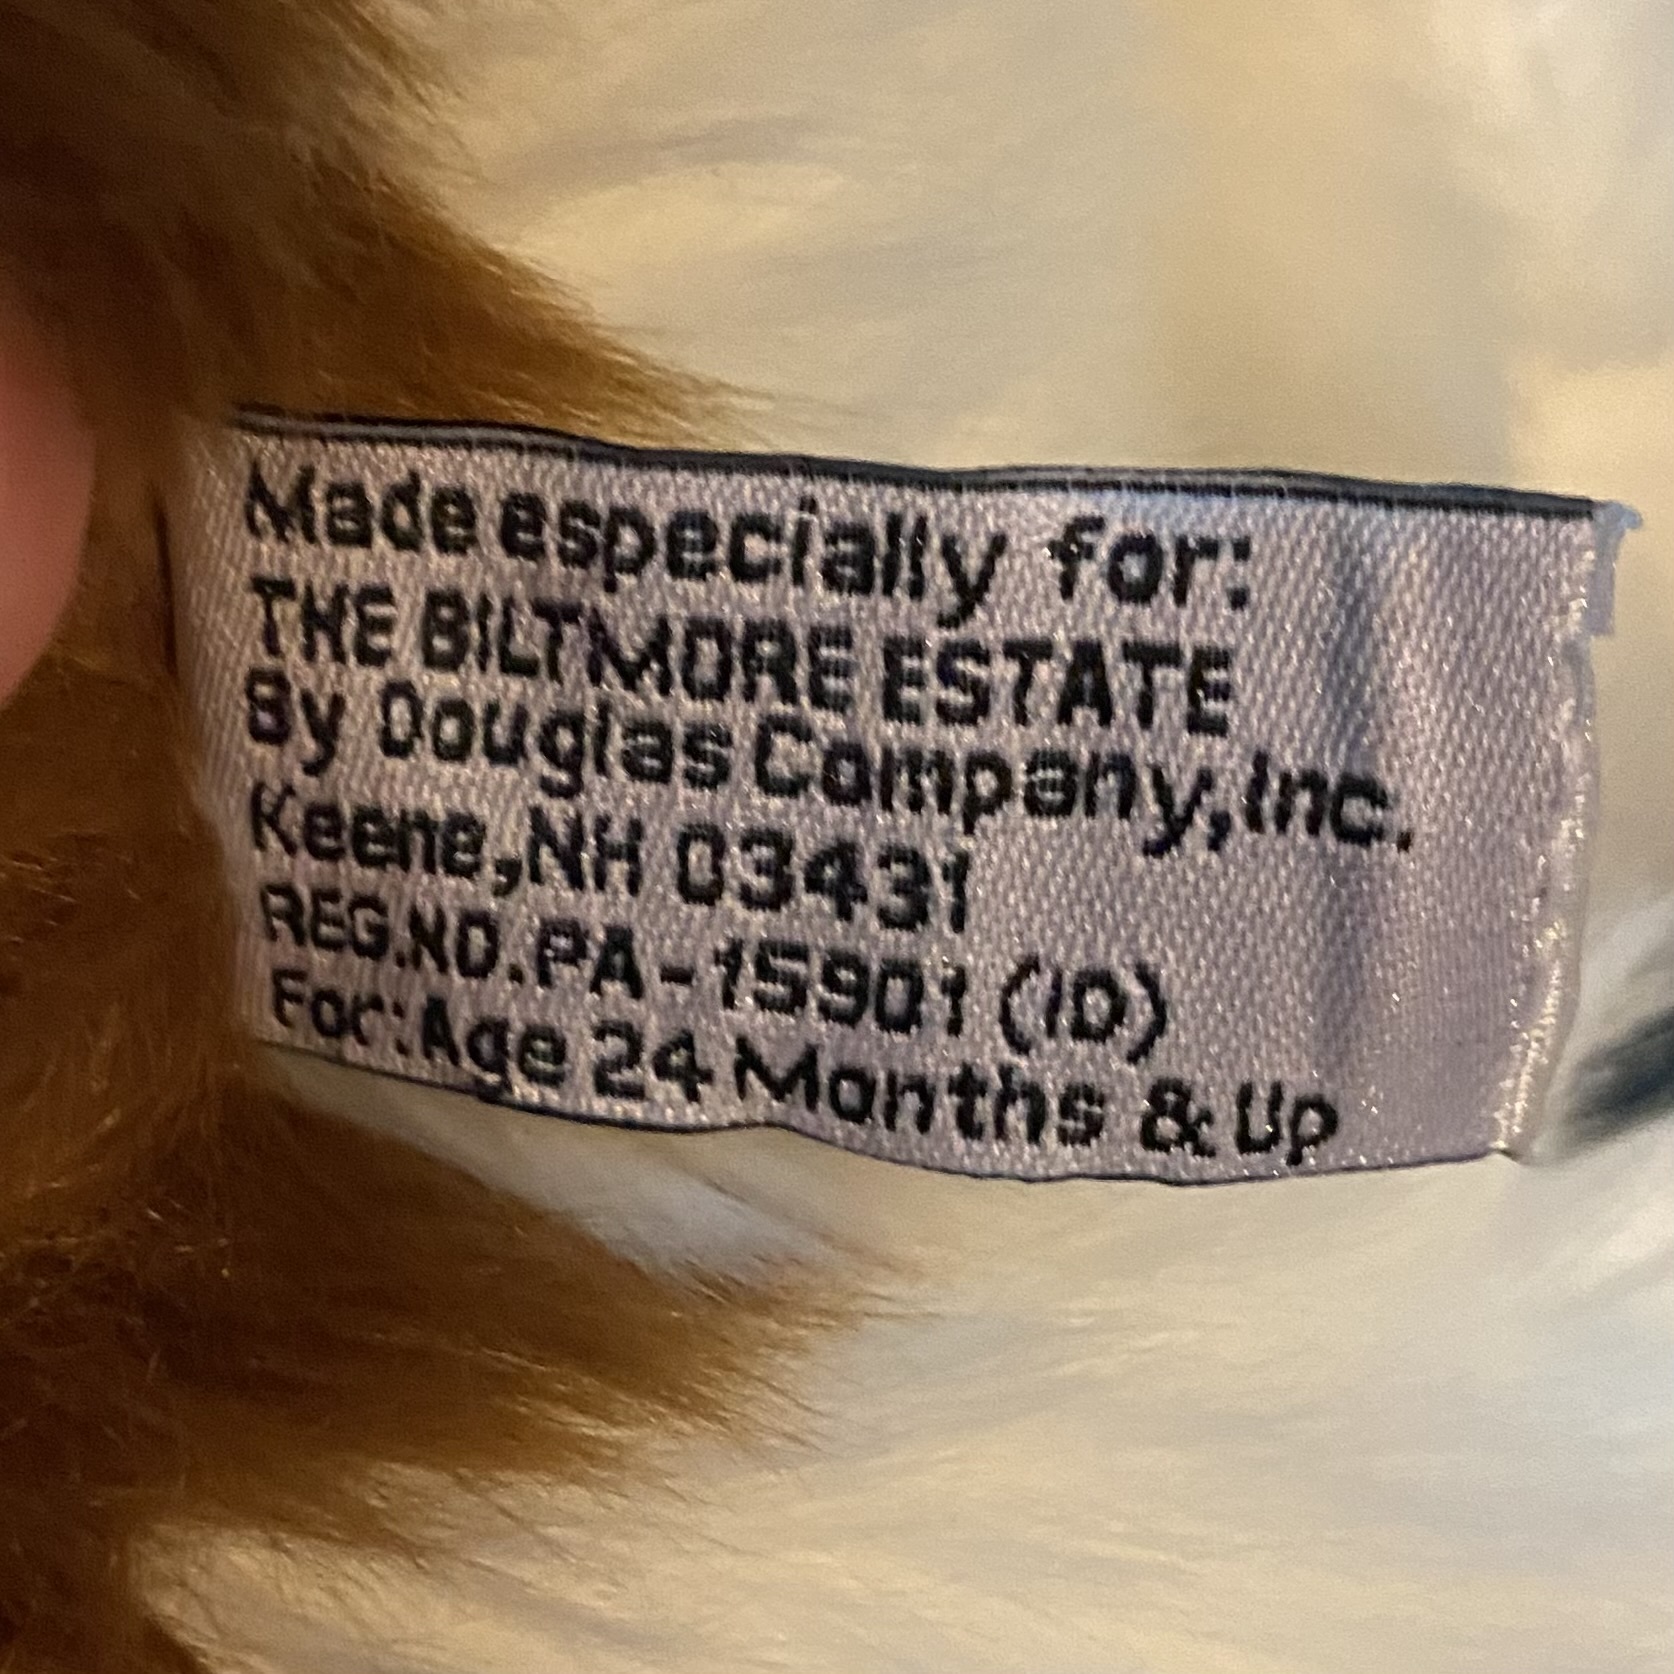 Made especially for:
THE BILTMORE ESTATE
By Douglas Company, Inc.
Keene, NH 03431
REG.NO.PA-15901 (ID)
For: Age 24 Months & Up